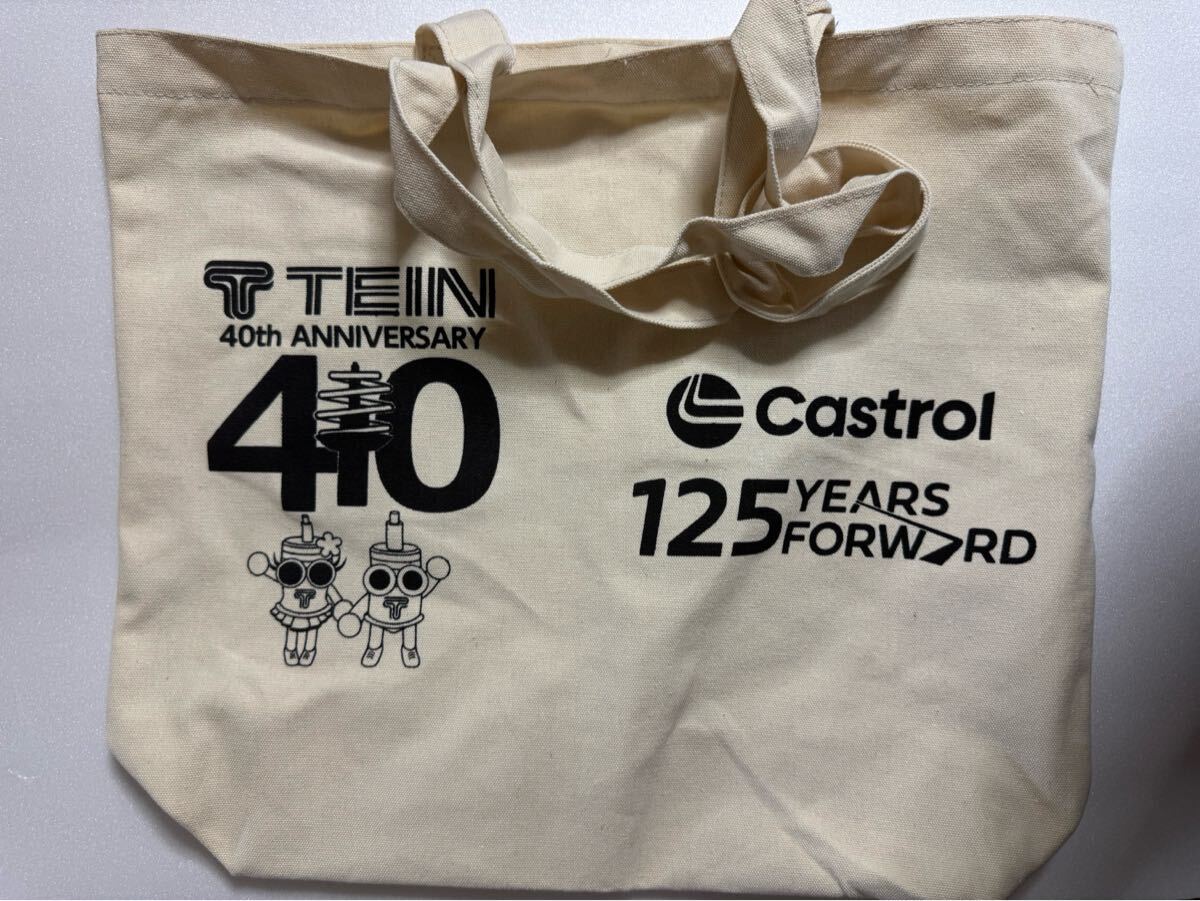 TEIN
40th ANNIVERSARY
40
Castrol
125 YEARS
FORWARD